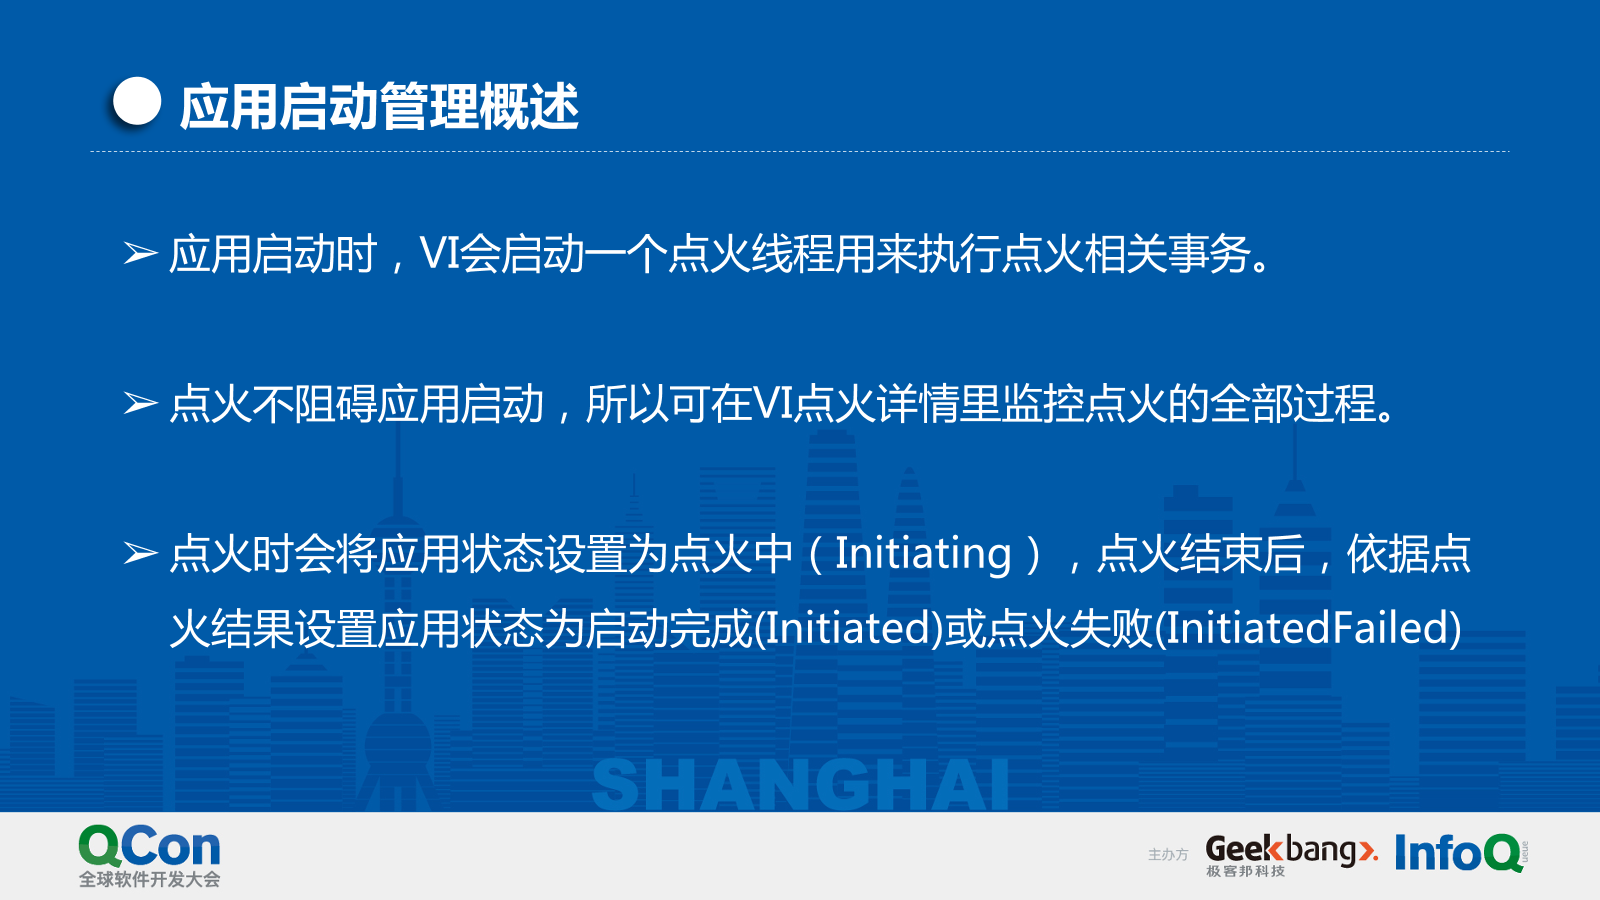 应用启动管理概述
➢ 应用启动时，VI会启动一个点火线程用来执行点火相关事务。
➢ 点火不阻碍应用启动，所以可在VI点火详情里监控点火的全部过程。
➢ 点火时会将应用状态设置为点火中（Initiating），点火结束后，依据点
火结果设置应用状态为启动完成(Initiated)或点火失败(InitiatedFailed)
SHANGHAI
QCon
全球软件开发大会
主办方
Geekbang
极客邦科技
InfoQ
ueue